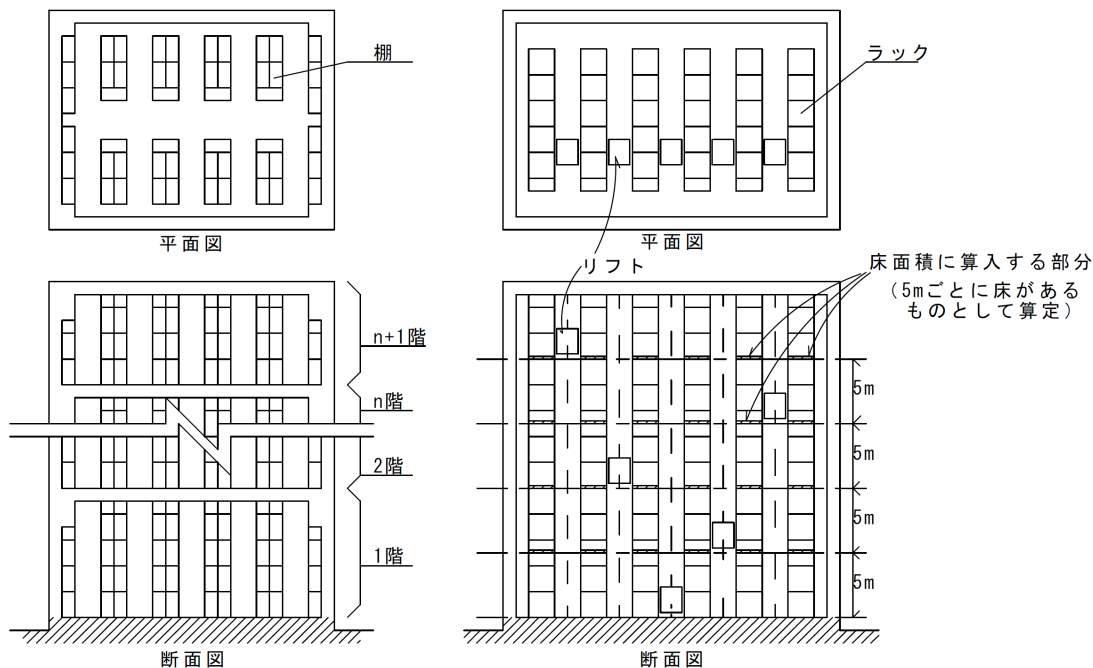 棚
ラック
平面図
平面図
リフト
床面積に算入する部分
(5mごとに床がある
ものとして算定)
n+1階
n階
2階
1階
5m
5m
5m
5m
断面図
断面図